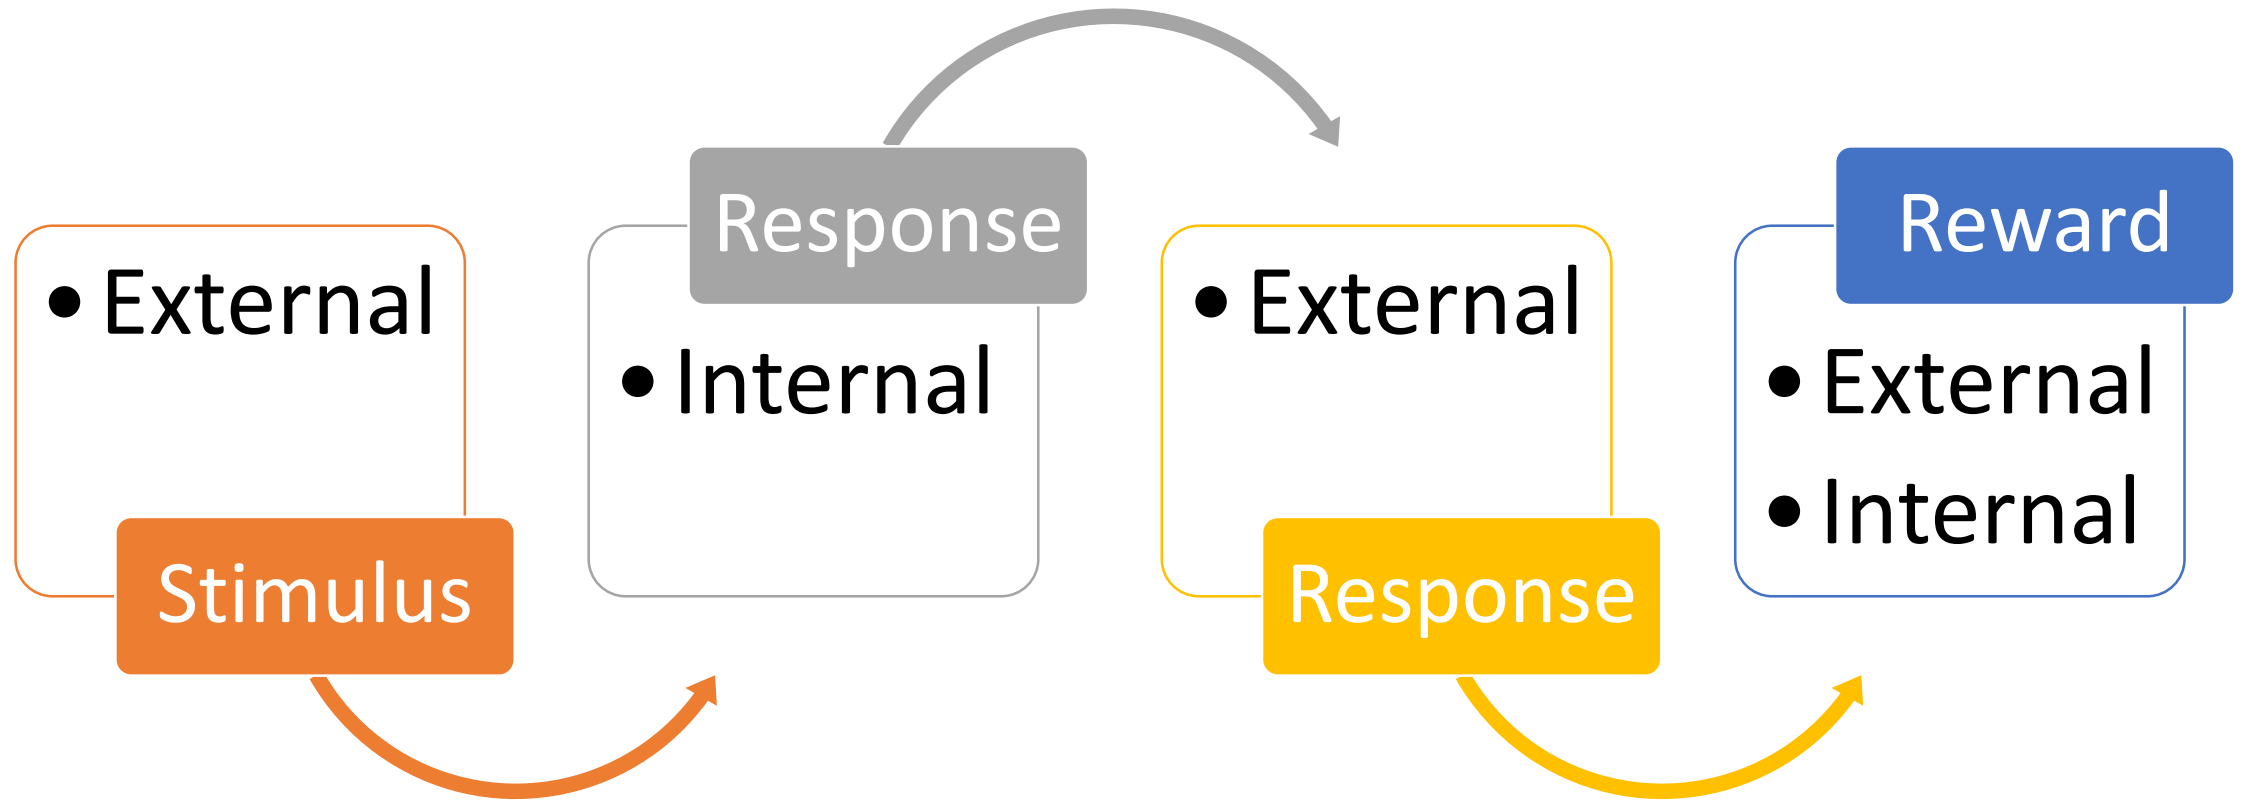 • External
Stimulus
Response
• Internal
• External
Response
Reward
• External
• Internal